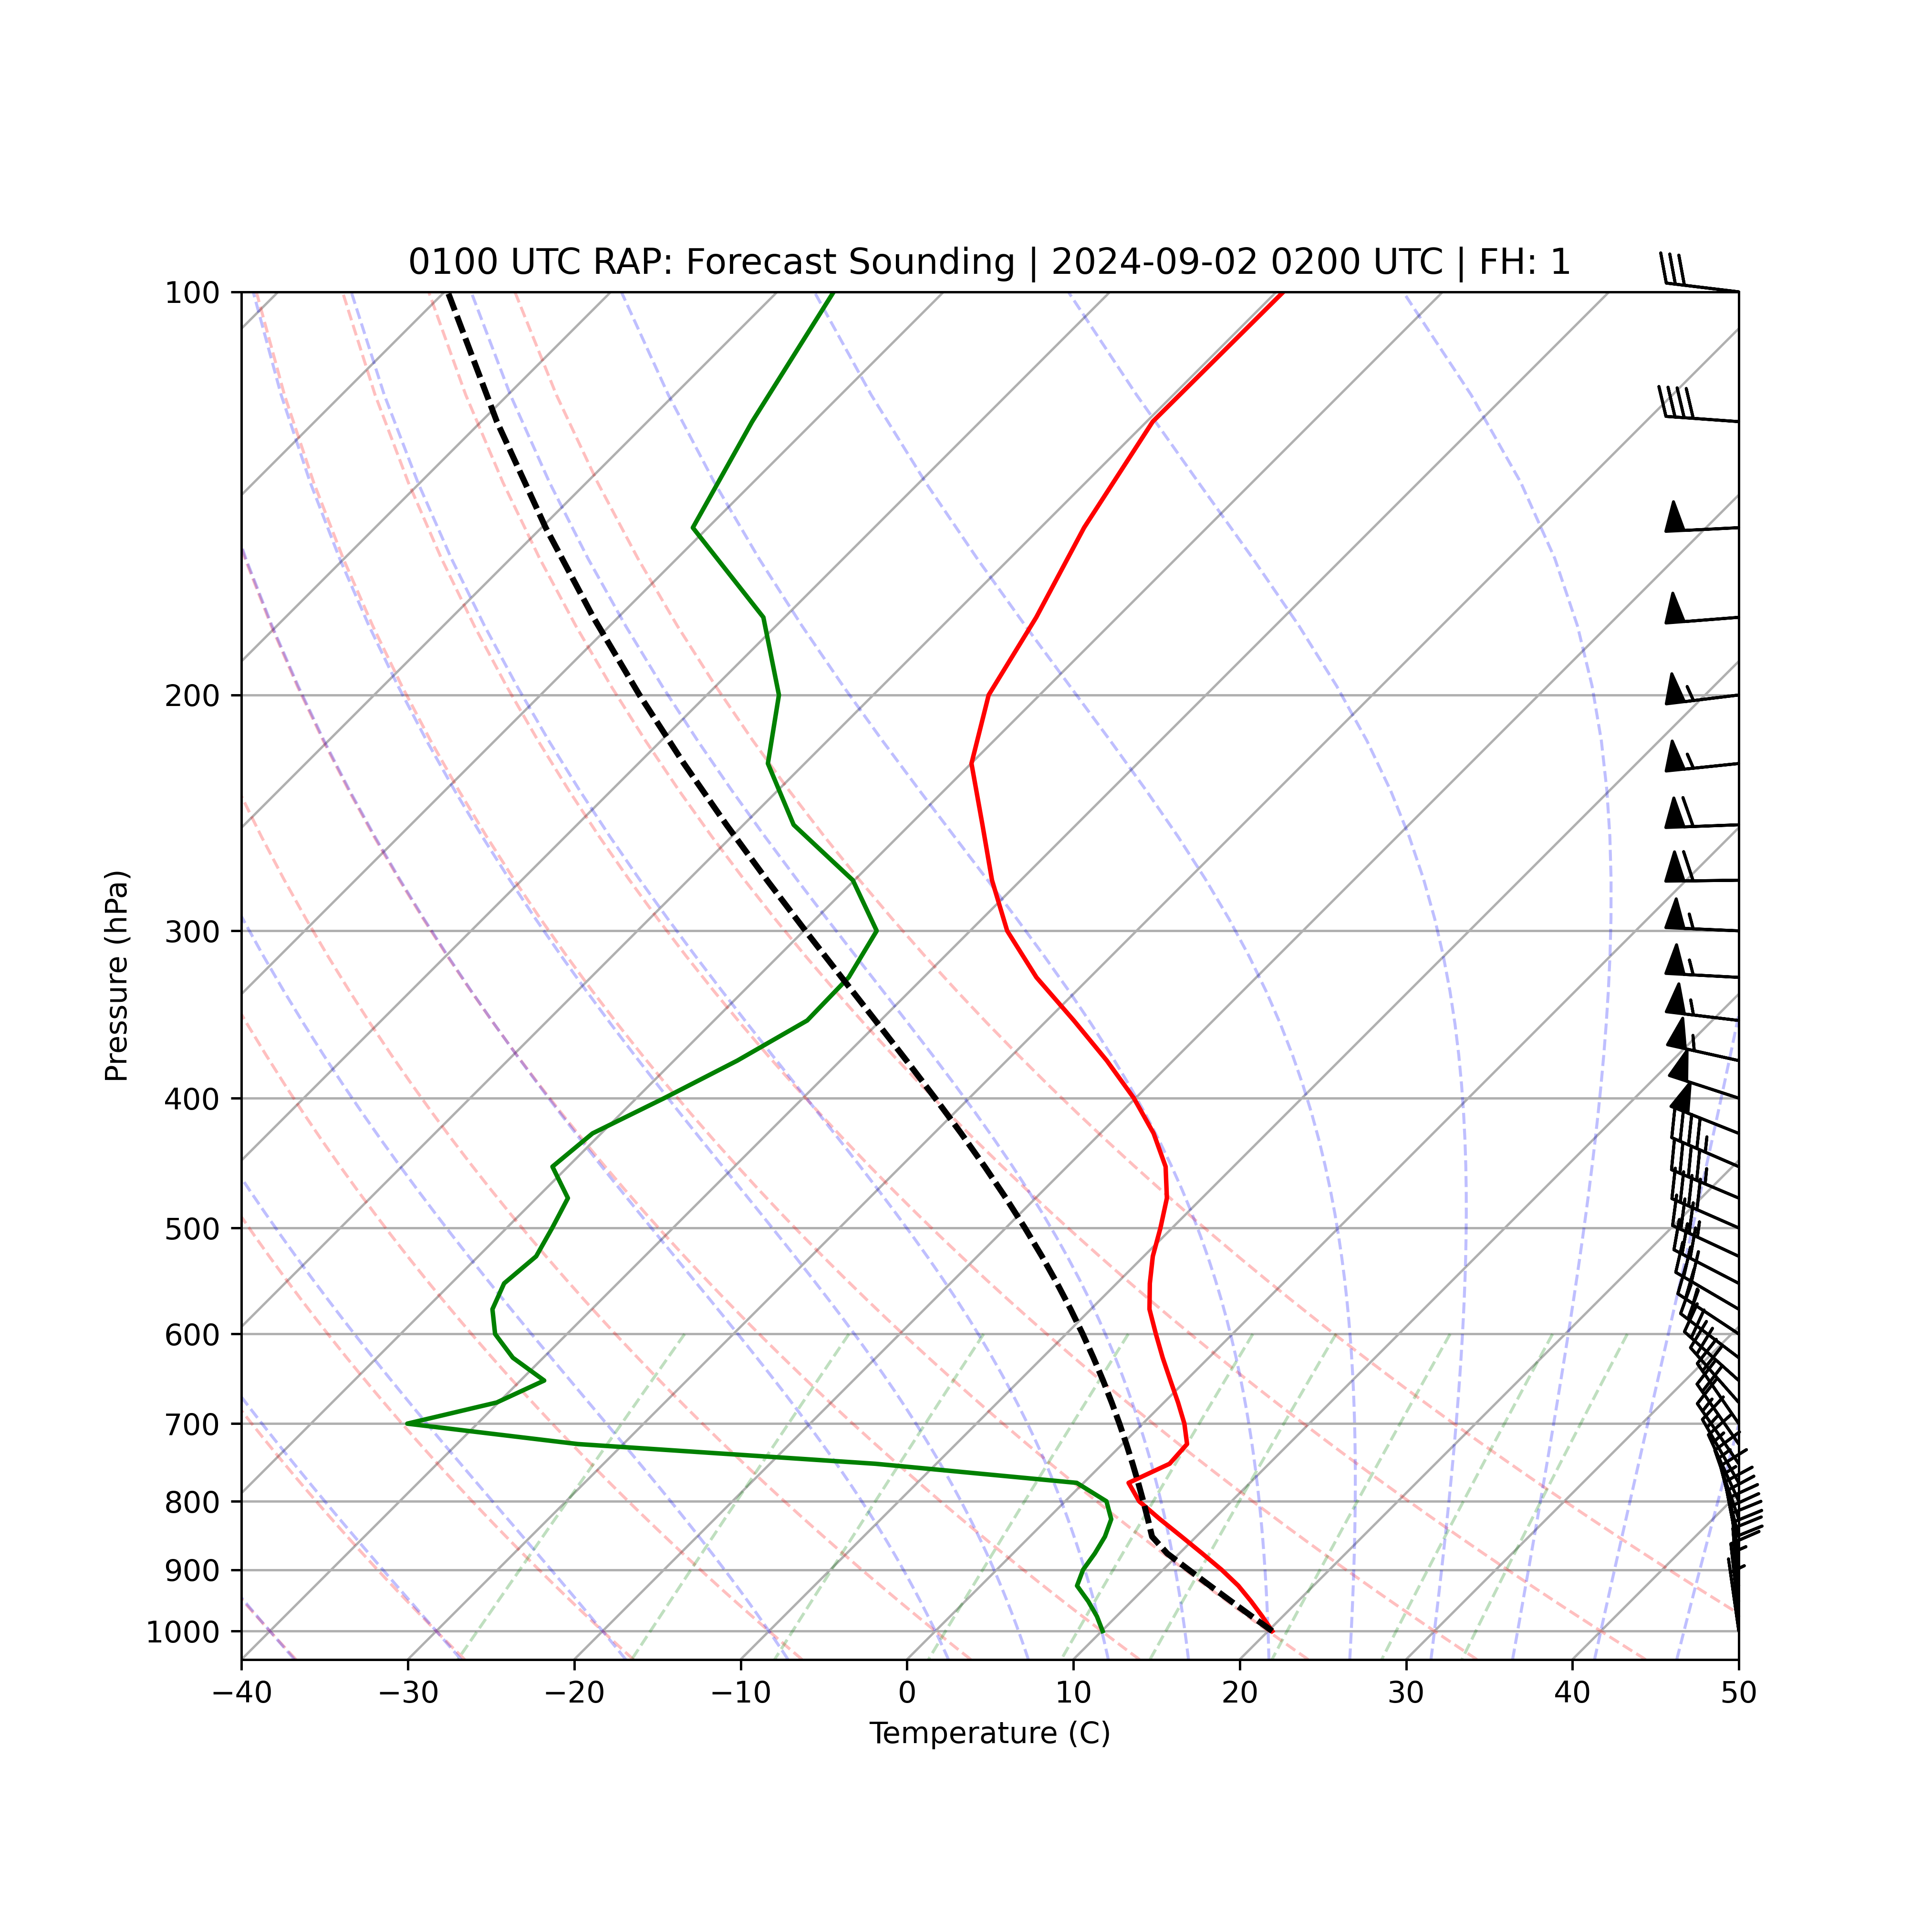 0100 UTC RAP: Forecast Sounding | 2024-09-02 0200 UTC | FH: 1
100
200
300
400
500
600
700
800
900
1000
Pressure (hPa)
−40 −30 −20 −10 0 10 20 30 40 50
Temperature (C)